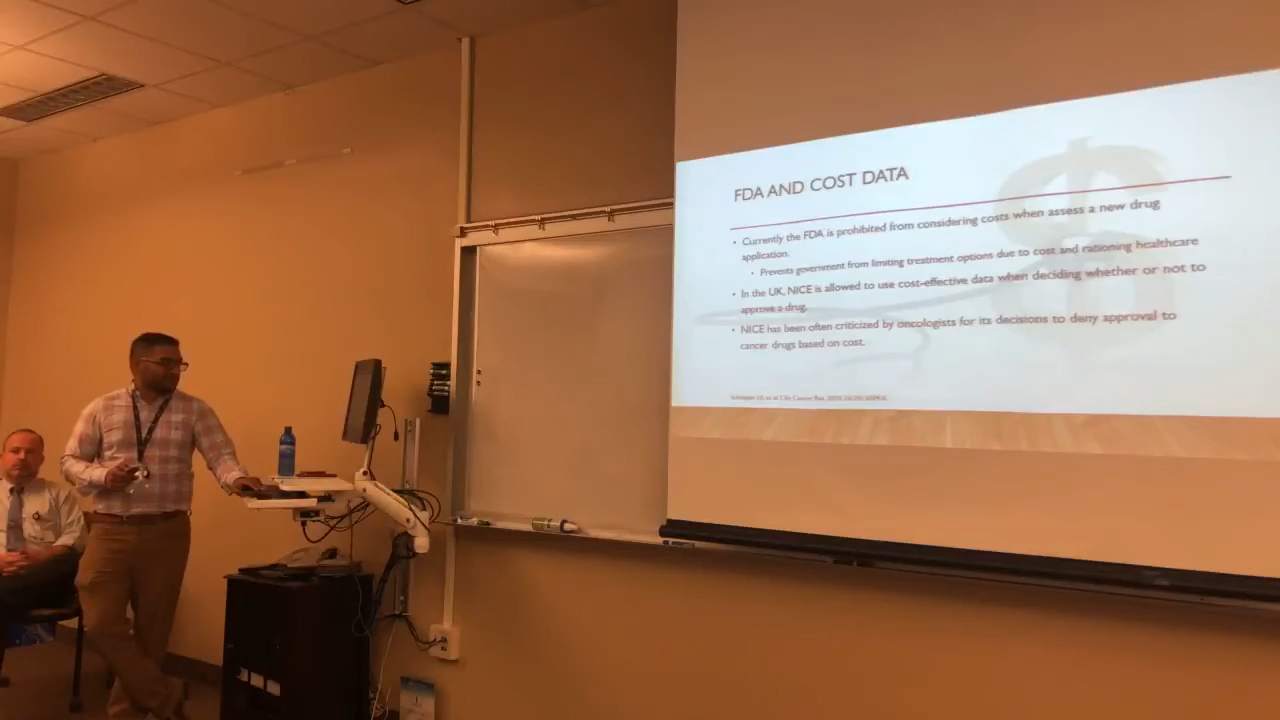 FDA AND COST DATA
• Currently the FDA is prohibited from considering costs when assess a new drug
application.
• Prevents government from limiting treatment options due to cost and rationing healthcare
• In the UK, NICE is allowed to use cost-effective data when deciding whether or not to
approve a drug.
• NICE has been often criticized by oncologists for its decisions to deny approval to
cancer drugs based on cost.